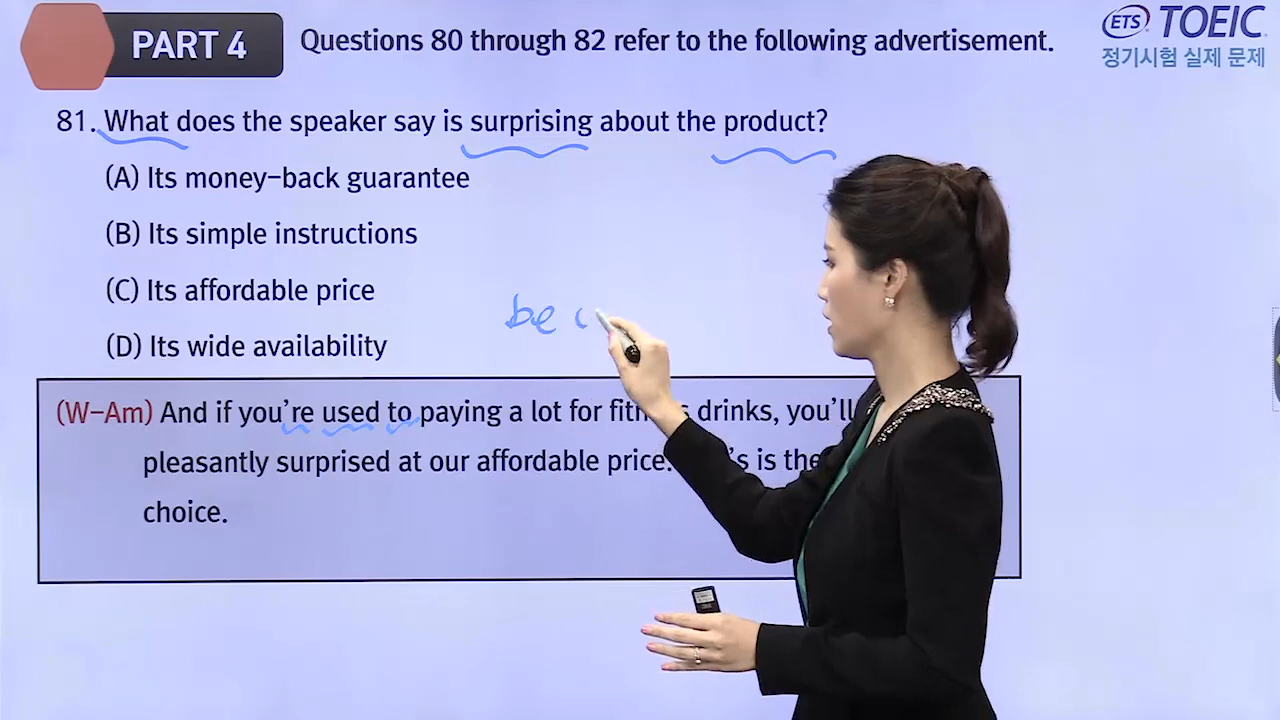 PART 4
Questions 80 through 82 refer to the following advertisement.
ETS TOEIC
정기시험 실제 문제
81. What does the speaker say is surprising about the product?
(A) Its money-back guarantee
(B) Its simple instructions
(C) Its affordable price
(D) Its wide availability
be
(W-Am) And if you're used to paying a lot for drinks, you'll
pleasantly surprised at our affordable price. is the
choice.